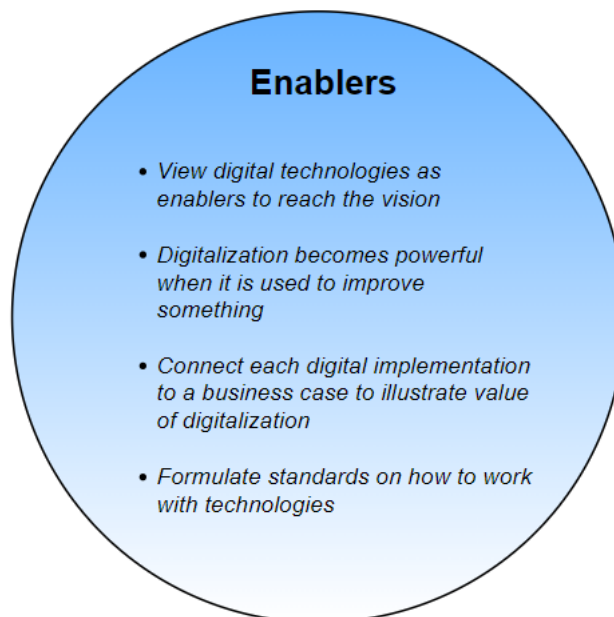 Enablers
• View digital technologies as
enablers to reach the vision
• Digitalization becomes powerful
when it is used to improve
something
• Connect each digital implementation
to a business case to illustrate value
of digitalization
• Formulate standards on how to work
with technologies